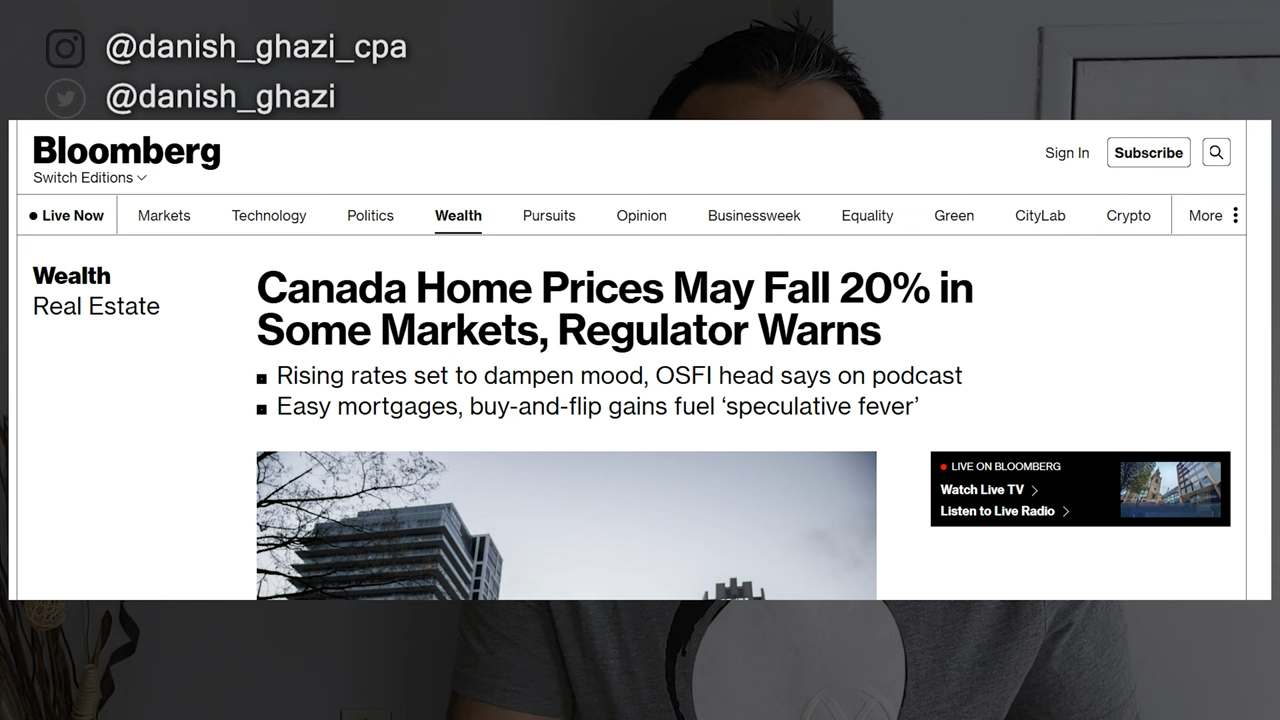 @danish_ghazi_cpa
@danish_ghazi
Bloomberg
Switch Editions
Sign In
Subscribe
Live Now
Markets
Technology
Politics
Wealth
Pursuits
Opinion
Businessweek
Equality
Green
CityLab
Crypto
More
Wealth
Real Estate
Canada Home Prices May Fall 20% in
Some Markets, Regulator Warns
Rising rates set to dampen mood, OSFI head says on podcast
Easy mortgages, buy-and-flip gains fuel ‘speculative fever’
LIVE ON BLOOMBERG
Watch Live TV
Listen to Live Radio